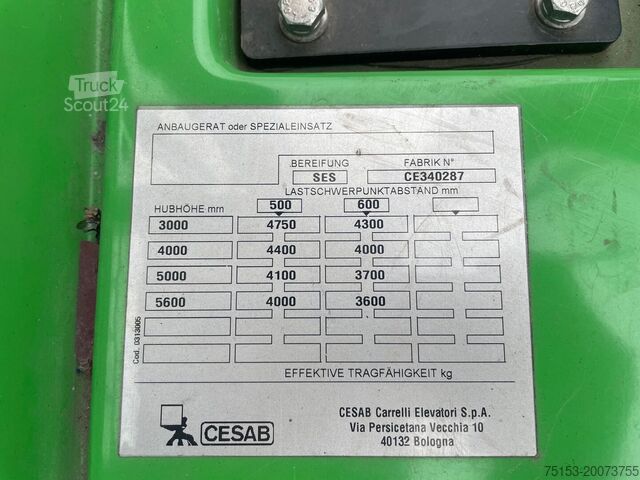 Truck
Scout24
ANBAUGERÄT oder SPEZIALEINSATZ
BEREIFUNG FABRIK N°
SES CE340287
LASTSCHWERPUNKTABSTAND mm
HUBHÖHE mm 500 600
3000 4750 4300
4000 4400 4000
5000 4100 3700
5600 4000 3600
Cod. 0313005
EFFEKTIVE TRAGFÄHIGKEIT kg
CESAB
CESAB Carrelli Elevatori S.p.A.
Via Persicetana Vecchia 10
40132 Bologna
75153-20073755